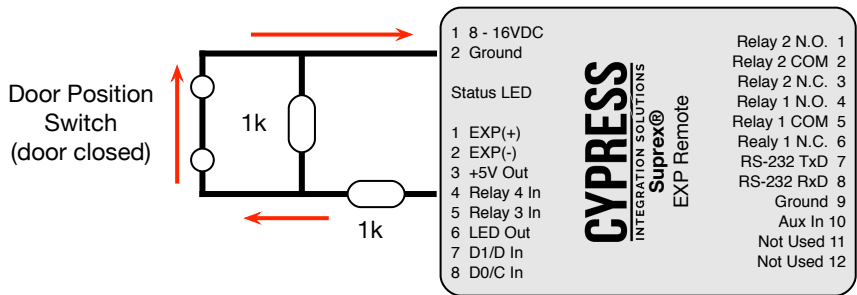 Door Position
Switch
(door closed)
1k
1k
1 8 - 16VDC
2 Ground
Status LED
1 EXP(+)
2 EXP(-)
3 +5V Out
4 Relay 4 In
5 Relay 3 In
6 LED Out
7 D1/D In
8 D0/C In
CYPRESS
INTEGRATION SOLUTIONS
Suprex®
EXP Remote
Relay 2 N.O. 1
Relay 2 COM 2
Relay 2 N.C. 3
Relay 1 N.O. 4
Relay 1 COM 5
Realy 1 N.C. 6
RS-232 TxD 7
RS-232 RxD 8
Ground 9
Aux In 10
Not Used 11
Not Used 12